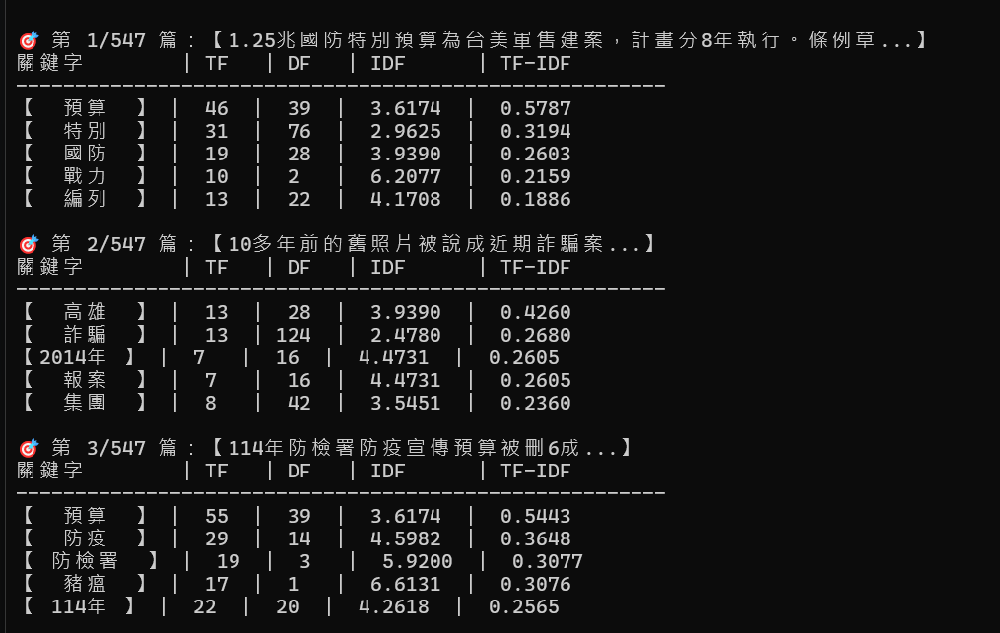 🎯 第 1/547 篇：【1.25兆國防特別預算為台美軍售建案，計畫分8年執行。條例草...】
關鍵字 | TF | DF | IDF | TF-IDF
-------------------------------------------------------
【 預算 】 | 46 | 39 | 3.6174 | 0.5787
【 特別 】 | 31 | 76 | 2.9625 | 0.3194
【 國防 】 | 19 | 28 | 3.9390 | 0.2603
【 戰力 】 | 10 | 2 | 6.2077 | 0.2159
【 編列 】 | 13 | 22 | 4.1708 | 0.1886
🎯 第 2/547 篇：【10多年前的舊照片被說成近期詐騙案...】
關鍵字 | TF | DF | IDF | TF-IDF
-------------------------------------------------------
【 高雄 】 | 13 | 28 | 3.9390 | 0.4260
【 詐騙 】 | 13 | 124 | 2.4780 | 0.2680
【 2014年 】 | 7 | 16 | 4.4731 | 0.2605
【 報案 】 | 7 | 16 | 4.4731 | 0.2605
【 集團 】 | 8 | 42 | 3.5451 | 0.2360
🎯 第 3/547 篇：【114年防檢署防疫宣傳預算被刪6成...】
關鍵字 | TF | DF | IDF | TF-IDF
-------------------------------------------------------
【 預算 】 | 55 | 39 | 3.6174 | 0.5443
【 防疫 】 | 29 | 14 | 4.5982 | 0.3648
【 防檢署 】 | 19 | 3 | 5.9200 | 0.3077
【 豬瘟 】 | 17 | 1 | 6.6131 | 0.3076
【 114年 】 | 22 | 20 | 4.2618 | 0.2565